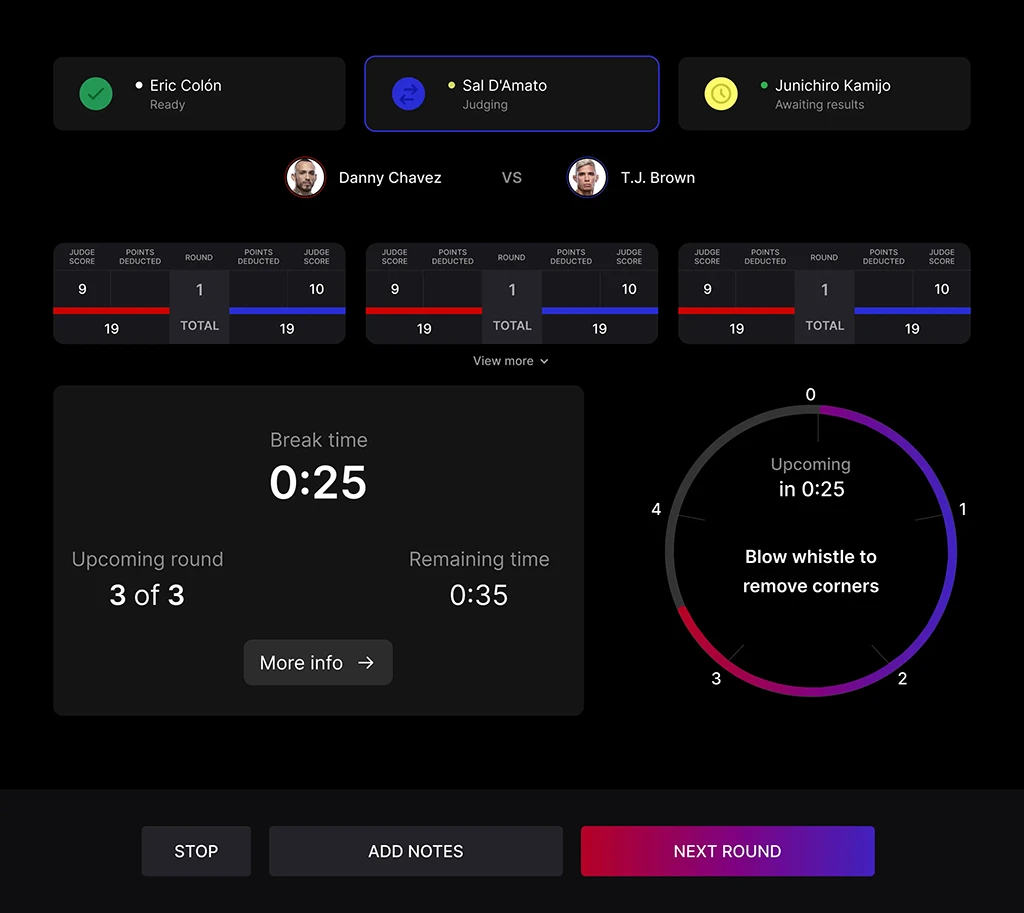 Eric Colón
Ready
Sal D'Amato
Judging
Junichiro Kamijo
Awaiting results
Danny Chavez VS T.J. Brown
JUDGE SCORE POINTS DEDUCTED ROUND POINTS DEDUCTED JUDGE SCORE
9 1 10
19 TOTAL 19
JUDGE SCORE POINTS DEDUCTED ROUND POINTS DEDUCTED JUDGE SCORE
9 1 10
19 TOTAL 19
JUDGE SCORE POINTS DEDUCTED ROUND POINTS DEDUCTED JUDGE SCORE
9 1 10
19 TOTAL 19
View more
Break time
0:25
Upcoming round
3 of 3
Remaining time
0:35
More info
0
1
2
3
4
Upcoming
in 0:25
Blow whistle to
remove corners
STOP
ADD NOTES
NEXT ROUND